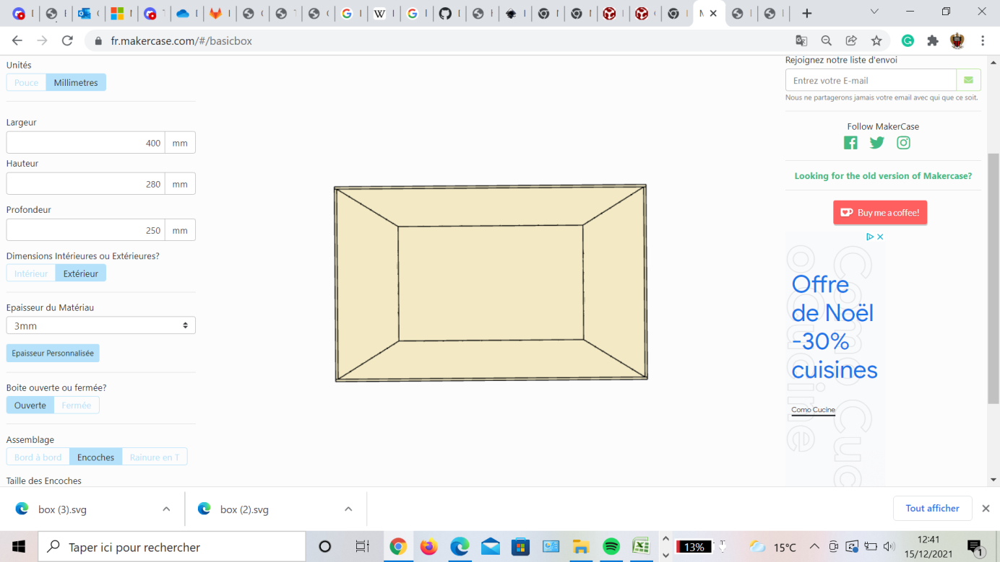 fr.makercase.com/#/basicbox
Unités
Pouce
Millimetres
Largeur
400
mm
Hauteur
280
mm
Profondeur
250
mm
Dimensions Intérieures ou Extérieures?
Intérieur
Extérieur
Epaisseur du Matériau
3mm
Epaisseur Personnalisée
Boite ouverte ou fermée?
Ouverte
Fermée
Assemblage
Bord à bord
Encoches
Rainure en T
Taille des Encoches
Rejoignez notre liste d'envoi
Entrez votre E-mail
Nous ne partagerons jamais votre email avec qui que ce soit.
Follow MakerCase
Looking for the old version of Makercase?
Buy me a coffee!
Offre
de Noël
-30%
cuisines
Como Cucine
box (3).svg
box (2).svg
Tout afficher
Taper ici pour rechercher
13%
15°C
12:41
15/12/2021
1